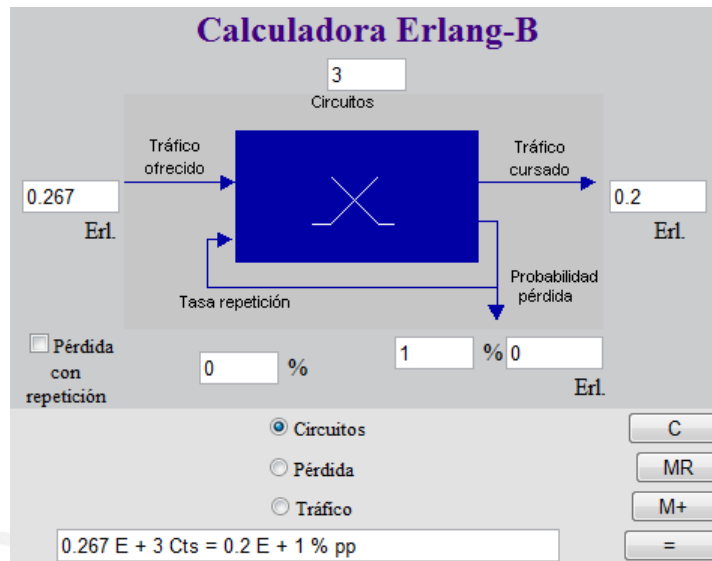 Calculadora Erlang-B
3
Circuitos
Tráfico ofrecido
Tráfico cursado
0.267
Erl.
0.2
Erl.
Tasa repetición
Probabilidad pérdida
Pérdida con repetición
0 %
1 % 0
Erl.
Circuitos
C
Pérdida
MR
Tráfico
M+
0.267 E + 3 Cts = 0.2 E + 1 % pp
=